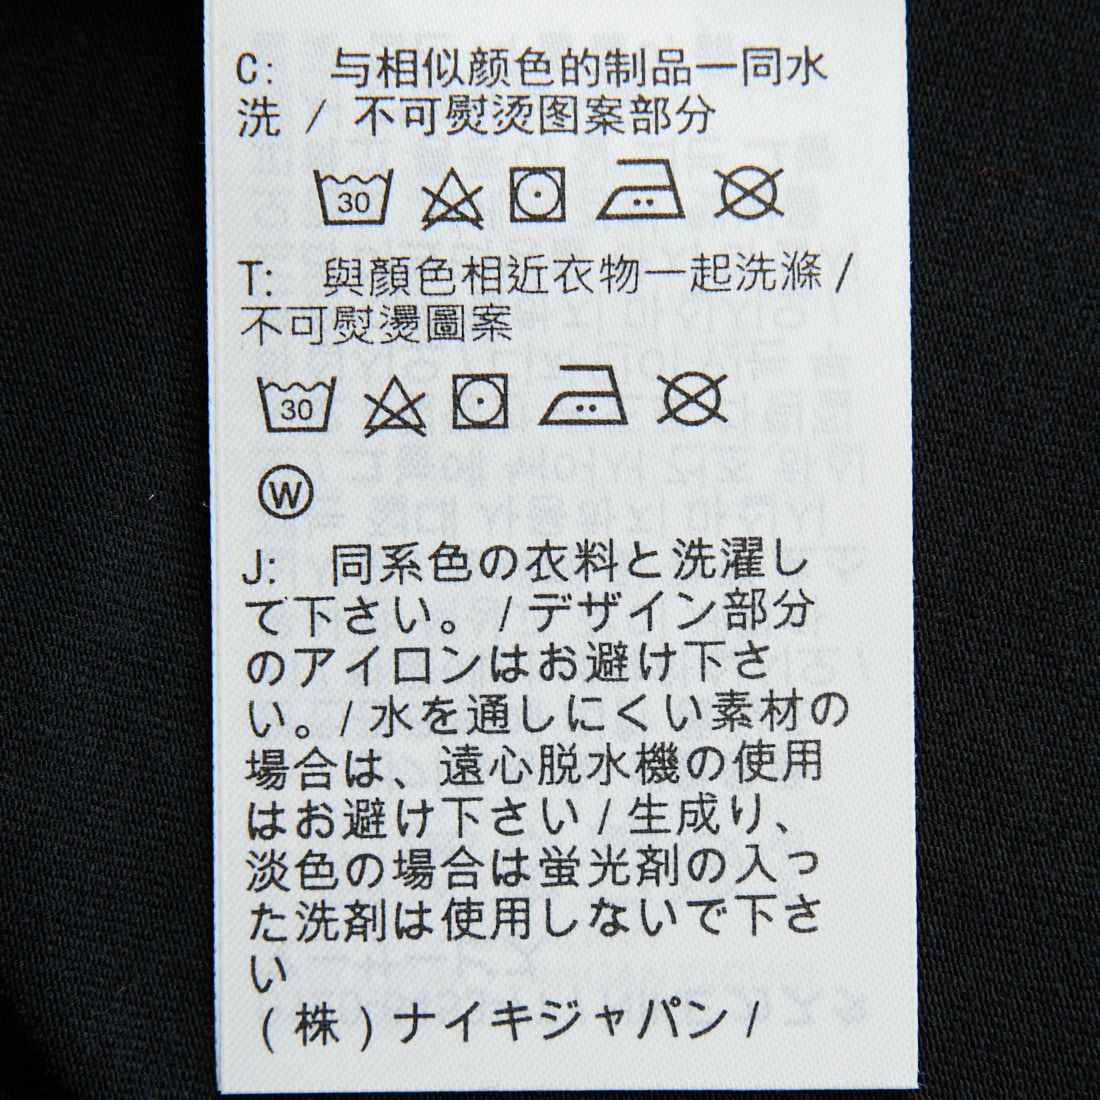 C: 与相似颜色的制品一同水
洗 / 不可熨烫图案部分
30
T: 與顏色相近衣物一起洗滌 /
不可熨燙圖案
30
W
J: 同系色の衣料と洗濯し
て下さい。/ デザイン部分
のアイロンはお避け下さ
い。/ 水を通しにくい素材の
場合は、遠心脱水機の使用
はお避け下さい / 生成り、
淡色の場合は蛍光剤の入っ
た洗剤は使用しないで下さ
い
(株) ナイキジャパン /